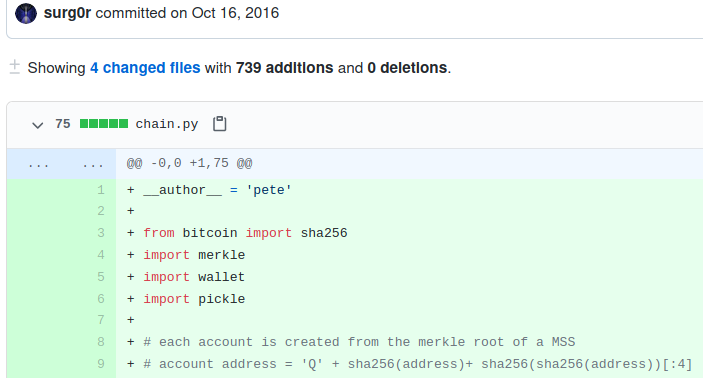 surg0r committed on Oct 16, 2016
Showing 4 changed files with 739 additions and 0 deletions.
75 chain.py
... ... @@ -0,0 +1,75 @@
1 + __author__ = 'pete'
2 +
3 + from bitcoin import sha256
4 + import merkle
5 + import wallet
6 + import pickle
7 +
8 + # each account is created from the merkle root of a MSS
9 + # account address = 'Q' + sha256(address)+ sha256(sha256(address))[:4]